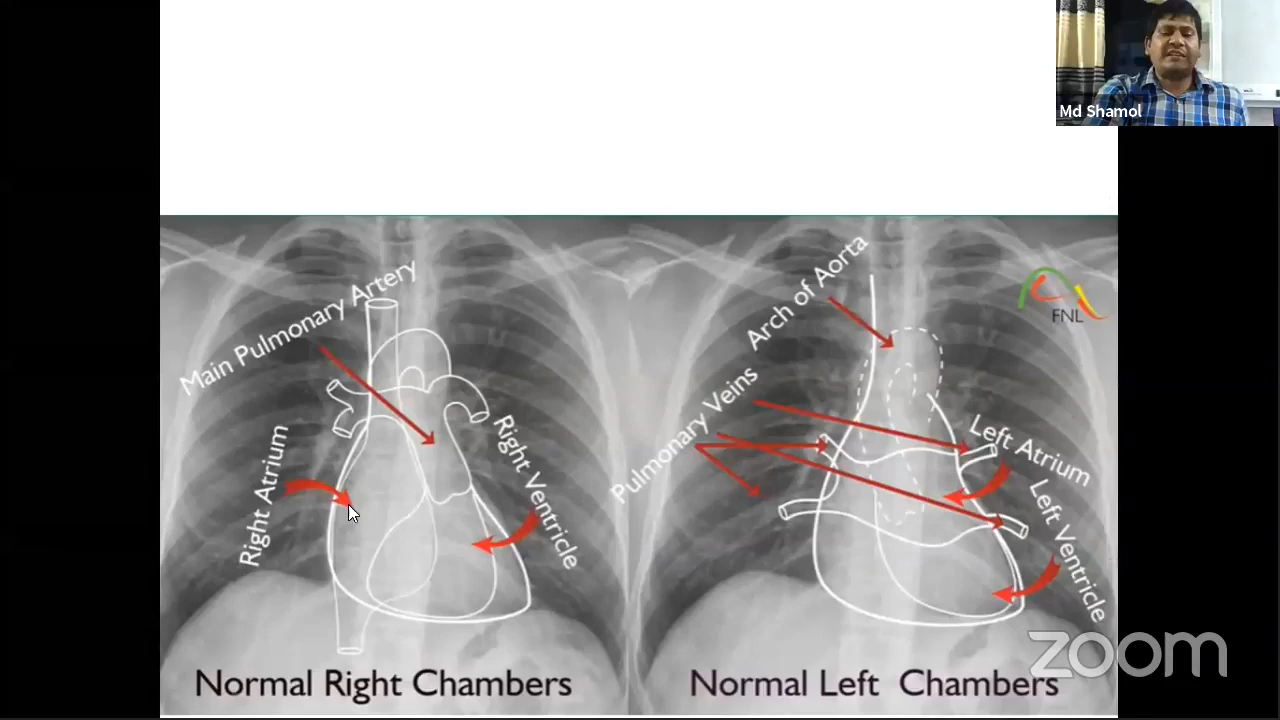 Md Shamol
Main Pulmonary Artery
Right Atrium
Right Ventricle
Normal Right Chambers
Arch of Aorta
Pulmonary Veins
Left Atrium
Left Ventricle
FNL
Normal Left Chambers
zoom